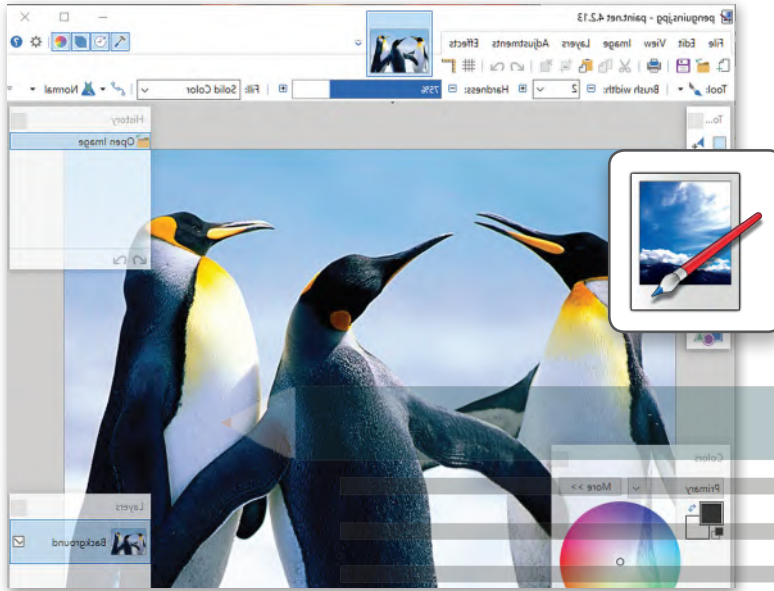 penguins.jpg - paint.net 4.2.13
File Edit View Image Layers Adjustments Effects
Tool: Brush width: 2 Hardness: 75% Fill: Solid Color Normal
To...
History
Open Image
Colors
Primary More >>
Layers
Background